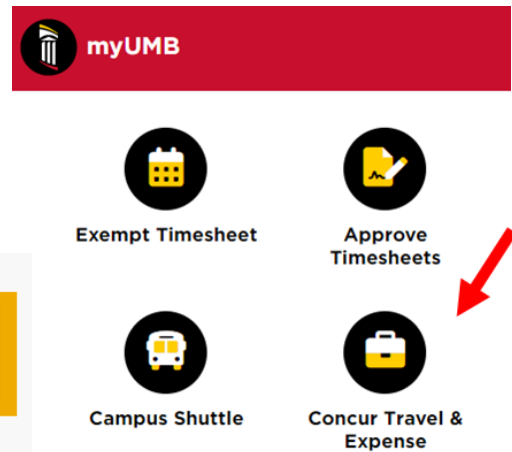 myUMB
Exempt Timesheet
Approve
Timesheets
Campus Shuttle
Concur Travel &
Expense